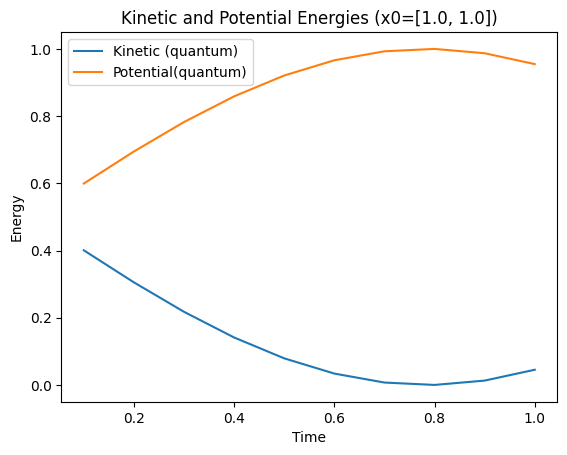 Kinetic and Potential Energies (x0=[1.0, 1.0])
Kinetic (quantum)
Potential(quantum)
Energy
1.0
0.8
0.6
0.4
0.2
0.0
0.2 0.4 0.6 0.8 1.0
Time